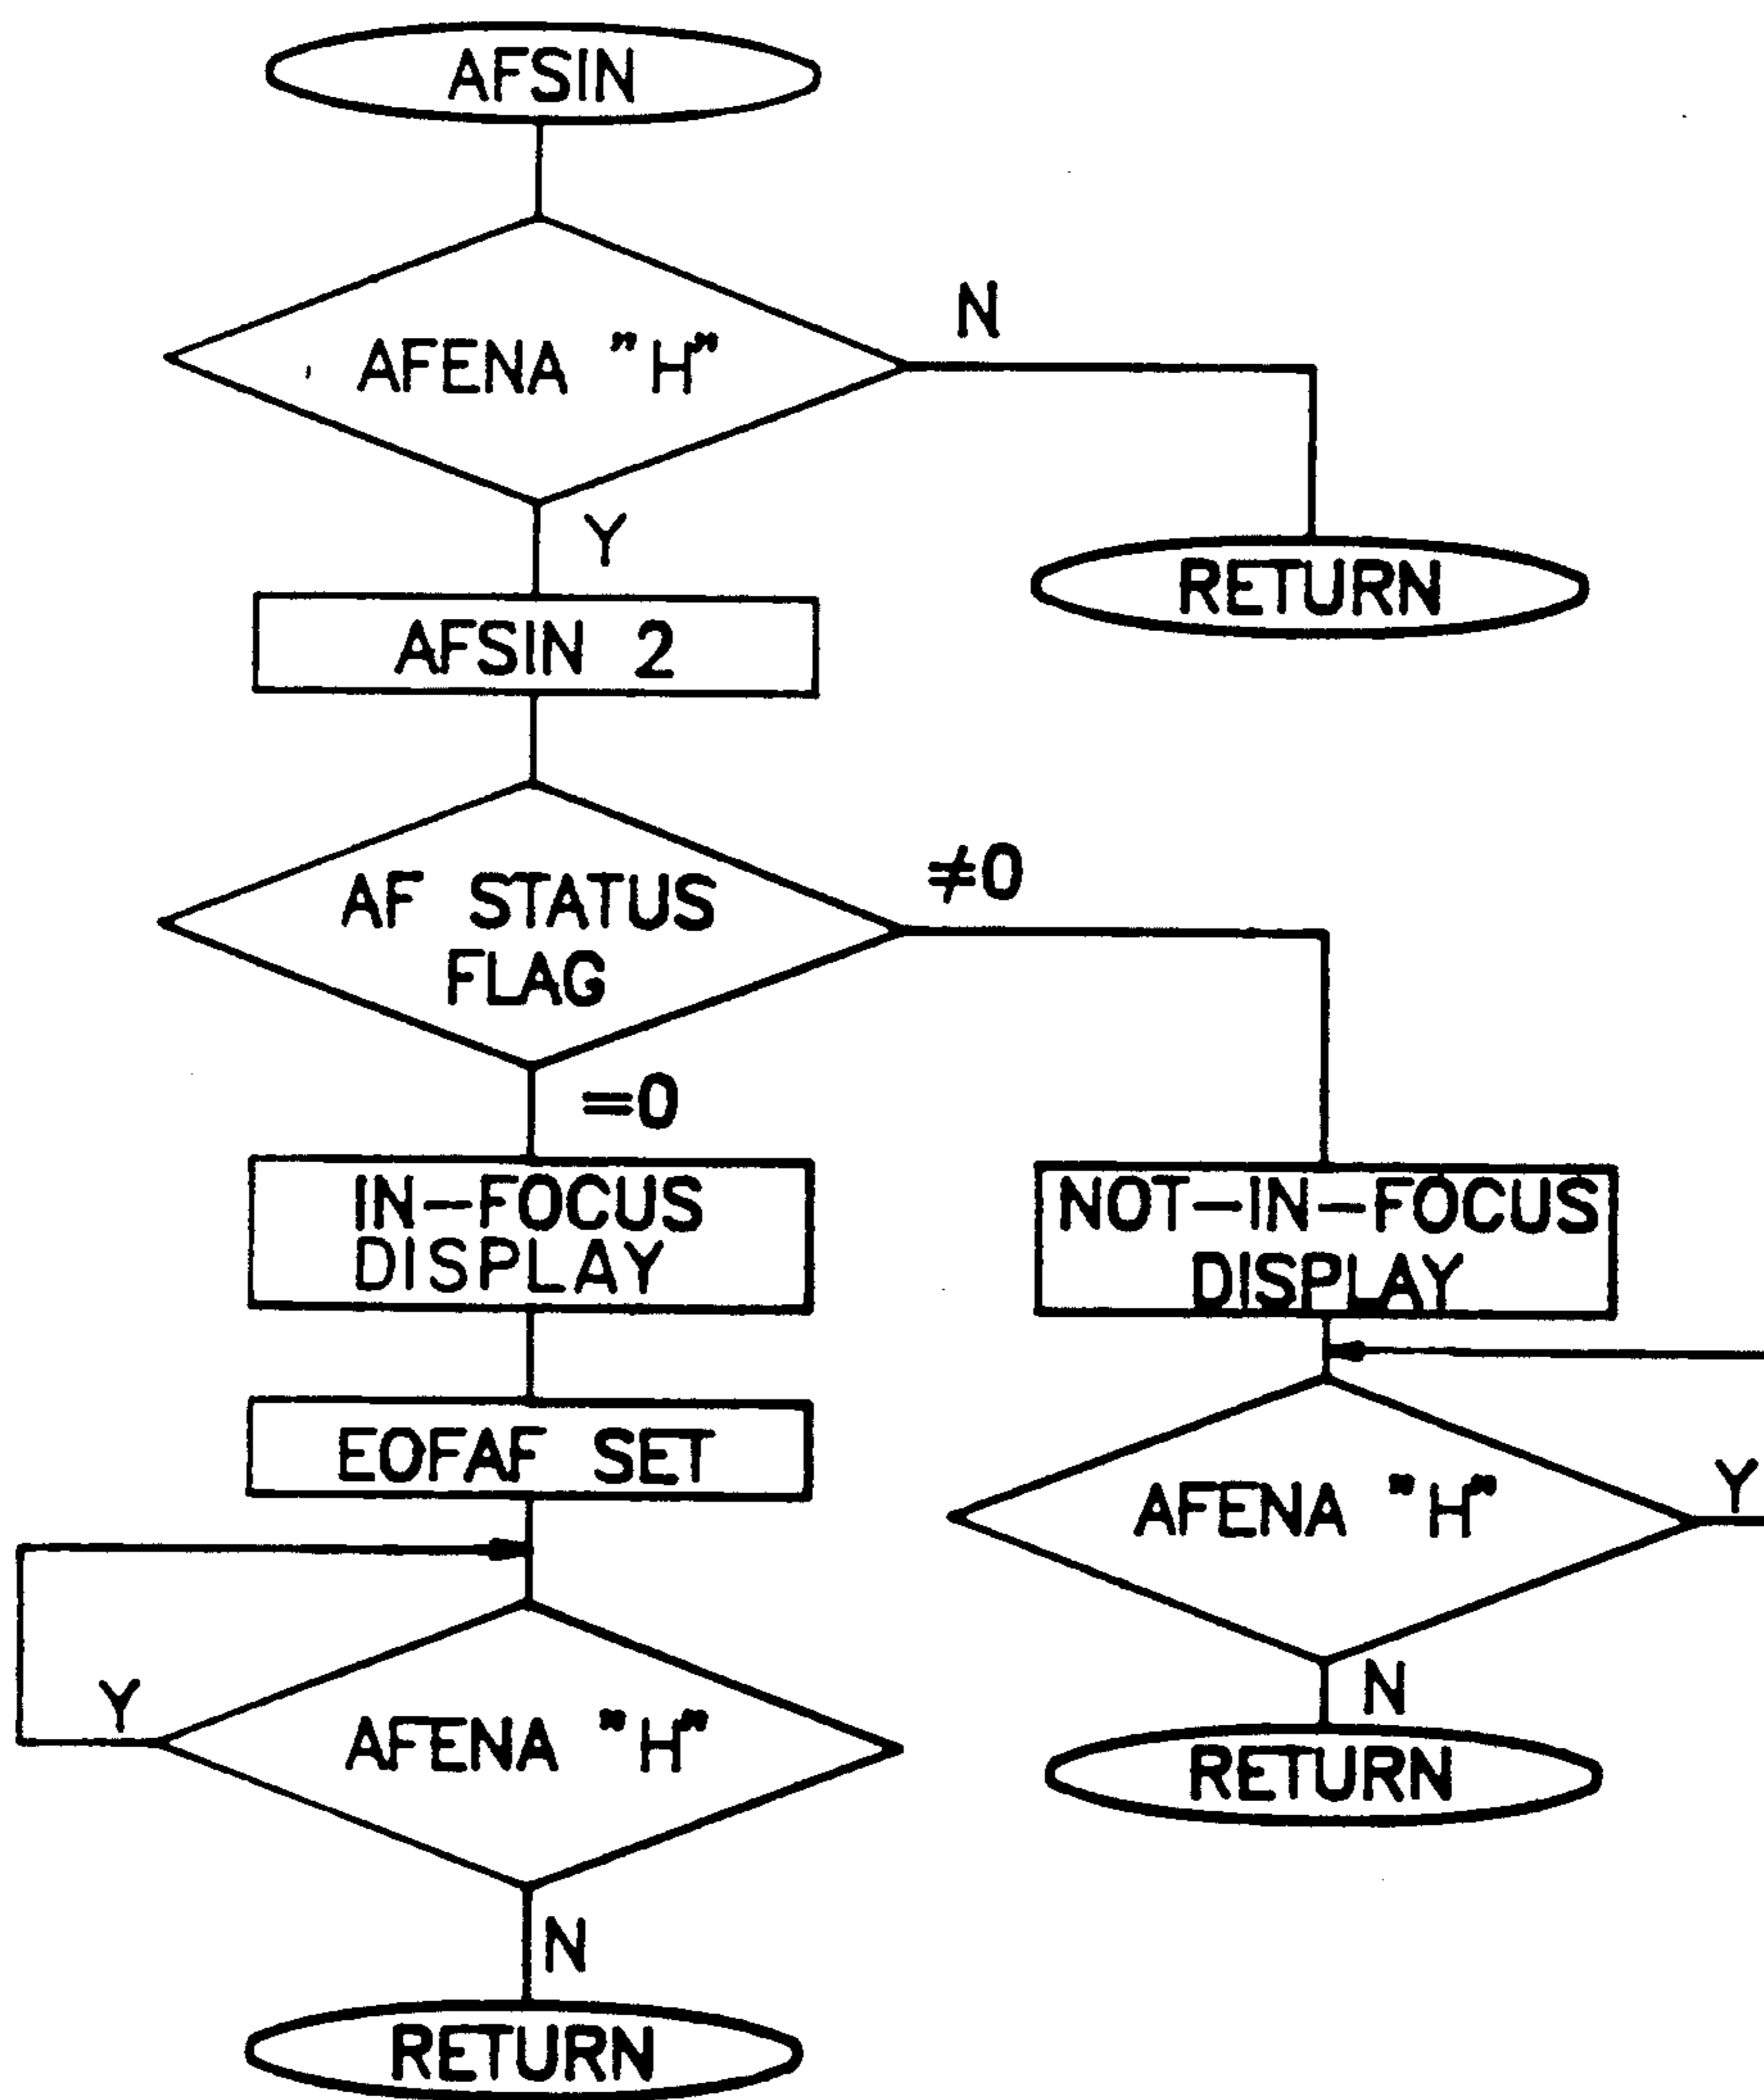 AFSIN
AFENA "H"
N
Y
RETURN
AFSIN 2
AF STATUS
FLAG
≠0
=0
IN-FOCUS
DISPLAY
NOT-IN-FOCUS
DISPLAY
EOFAF SET
AFENA "H"
Y
N
RETURN
AFENA "H"
Y
N
RETURN